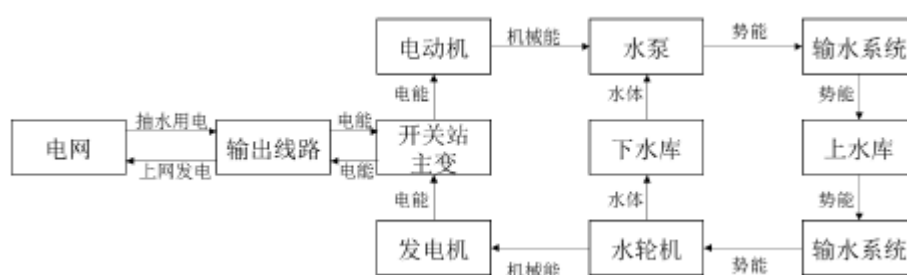 电动机
机械能
水泵
势能
输水系统
电能
水体
势能
电网
抽水用电
上网发电
输出线路
电能
电能
开关站
主变
下水库
上水库
电能
水体
势能
发电机
机械能
水轮机
势能
输水系统